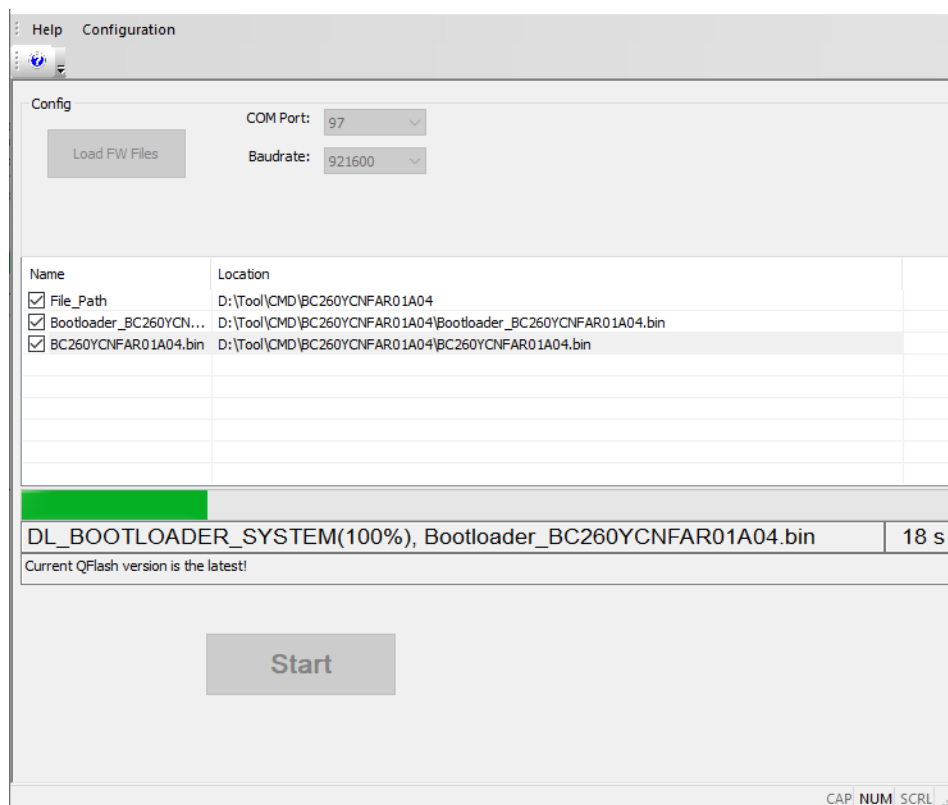 Help Configuration
Config
Load FW Files
COM Port: 97
Baudrate: 921600
Name Location
File_Path D:\Tool\CMD\BC260YCNFAR01A04
Bootloader_BC260YCN... D:\Tool\CMD\BC260YCNFAR01A04\Bootloader_BC260YCNFAR01A04.bin
BC260YCNFAR01A04.bin D:\Tool\CMD\BC260YCNFAR01A04\BC260YCNFAR01A04.bin
DL_BOOTLOADER_SYSTEM(100%), Bootloader_BC260YCNFAR01A04.bin 18 s
Current QFlash version is the latest!
Start
CAP NUM SCRL